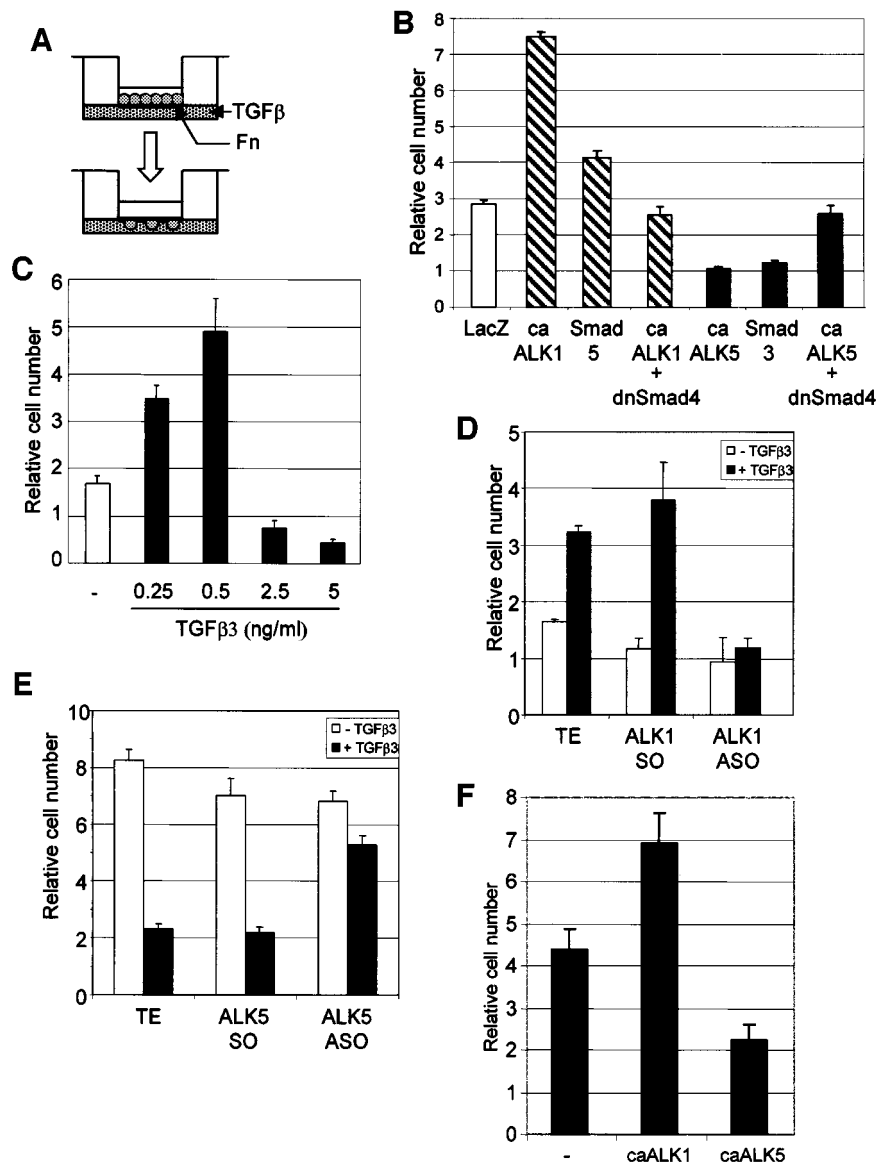 A
TGFβ
Fn
B
Relative cell number
8
7
6
5
4
3
2
1
0
LacZ
ca
ALK1
Smad
5
ca
ALK1
+
dnSmad4
ca
ALK5
Smad
3
ca
ALK5
+
dnSmad4
C
Relative cell number
6
5
4
3
2
1
0
-
0.25
0.5
2.5
5
TGFβ3 (ng/ml)
D
Relative cell number
5
4
3
2
1
0
- TGFβ3
+ TGFβ3
TE
ALK1
SO
ALK1
ASO
E
Relative cell number
10
8
6
4
2
0
- TGFβ3
+ TGFβ3
TE
ALK5
SO
ALK5
ASO
F
Relative cell number
8
7
6
5
4
3
2
1
0
-
caALK1
caALK5